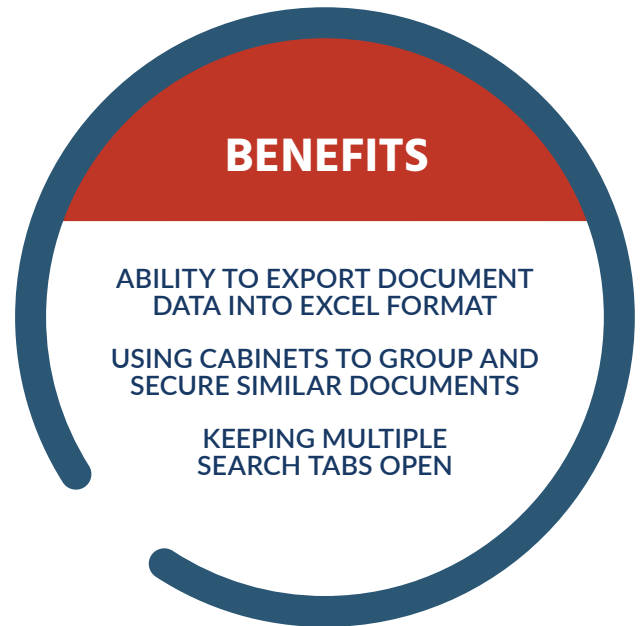 BENEFITS
ABILITY TO EXPORT DOCUMENT
DATA INTO EXCEL FORMAT
USING CABINETS TO GROUP AND
SECURE SIMILAR DOCUMENTS
KEEPING MULTIPLE
SEARCH TABS OPEN